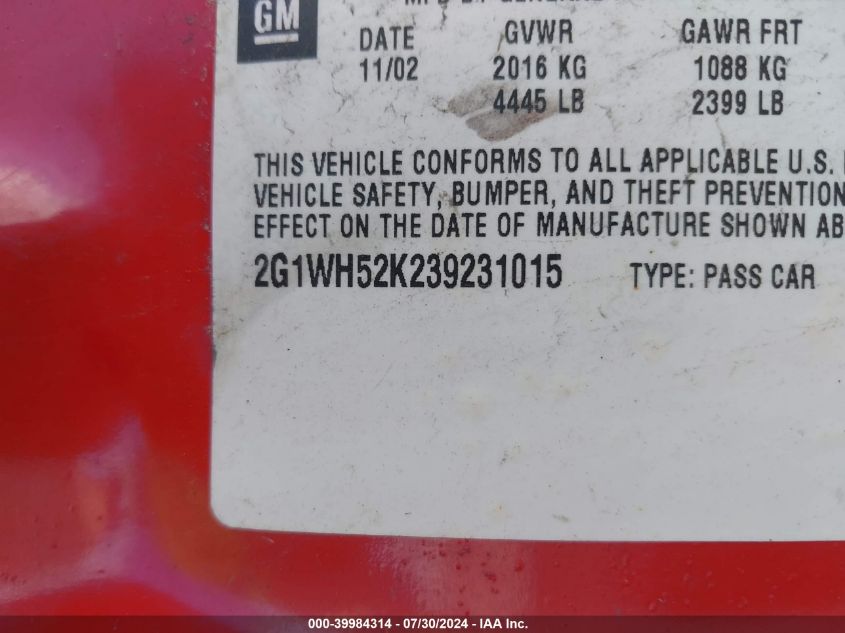 GM
DATE GVWR GAWR FRT
11/02 2016 KG 1088 KG
4445 LB 2399 LB
THIS VEHICLE CONFORMS TO ALL APPLICABLE U.S.
VEHICLE SAFETY, BUMPER, AND THEFT PREVENTION
EFFECT ON THE DATE OF MANUFACTURE SHOWN AB
2G1WH52K239231015 TYPE: PASS CAR
000-39984314 - 07/30/2024 - IAA Inc.